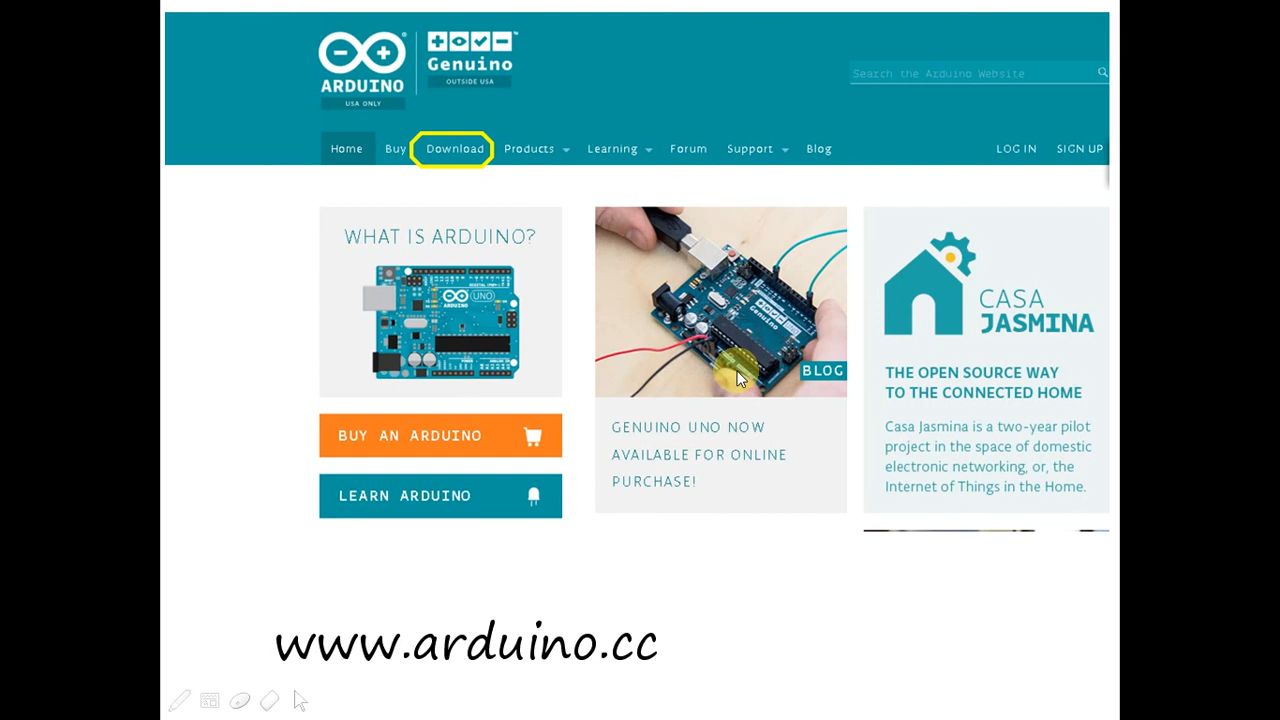 ARDUINO
USA ONLY
Genuino
OUTSIDE USA
Search the Arduino Website
Home Buy Download Products Learning Forum Support Blog LOG IN SIGN UP
WHAT IS ARDUINO?
ARDUINO UNO
BUY AN ARDUINO
LEARN ARDUINO
Genuino
BLOG
GENUINO UNO NOW
AVAILABLE FOR ONLINE
PURCHASE!
CASA
JASMINA
THE OPEN SOURCE WAY
TO THE CONNECTED HOME
Casa Jasmina is a two-year pilot
project in the space of domestic
electronic networking, or, the
Internet of Things in the Home.
www.arduino.cc